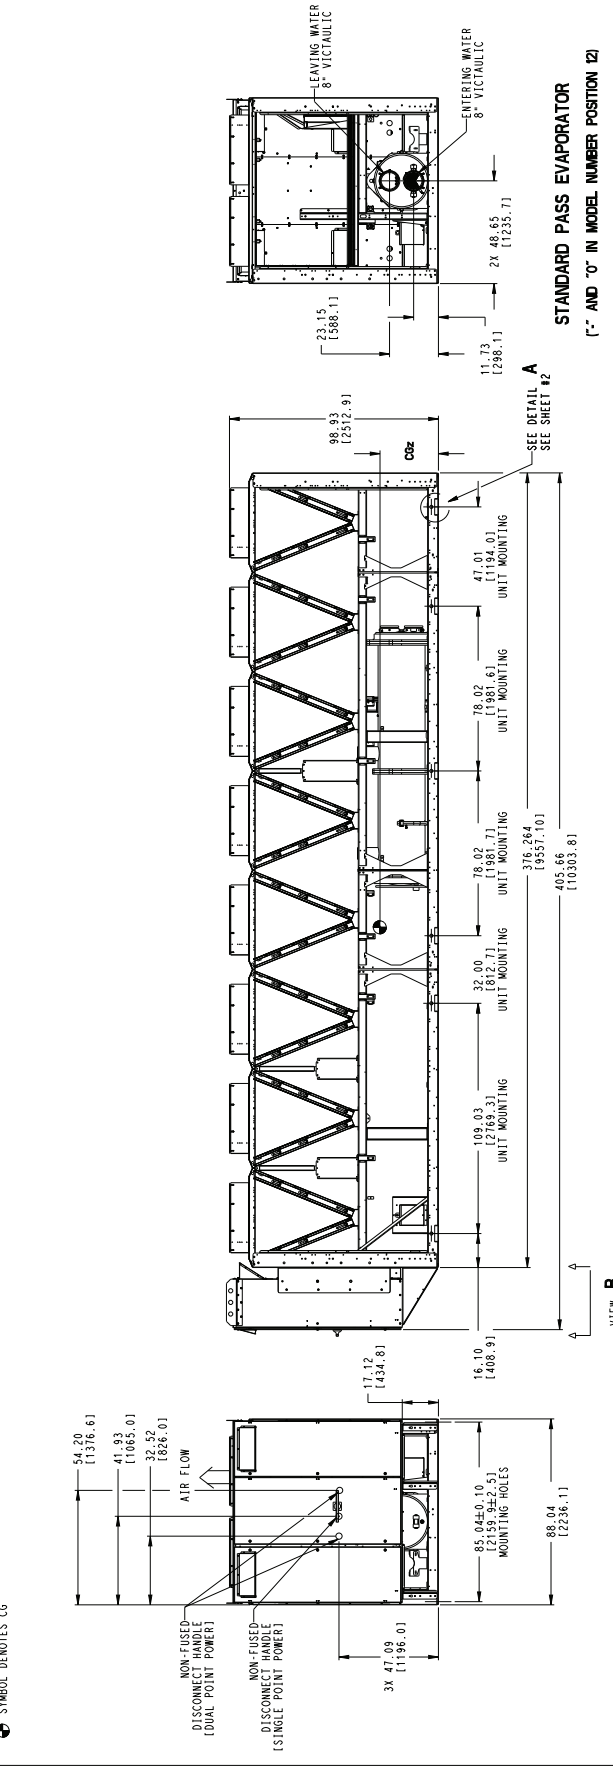 SYMBOL DENOTES CG
54.20
[1376.6]
41.93
[1065.0]
32.52
[826.0]
AIR FLOW
NON-FUSED
DISCONNECT HANDLE
[DUAL POINT POWER]
NON-FUSED
DISCONNECT HANDLE
[SINGLE POINT POWER]
3X 47.09
[1196.0]
17.12
[434.8]
85.04±0.10
[2159.9±2.5]
MOUNTING HOLES
88.04
[2236.1]
16.10
[408.9]
VIEW B
109.03
[2769.3]
UNIT MOUNTING
32.00
[812.7]
UNIT MOUNTING
78.02
[1981.7]
UNIT MOUNTING
78.02
[1981.6]
UNIT MOUNTING
47.01
[1194.0]
UNIT MOUNTING
376.264
[9557.10]
405.66
[10303.8]
98.93
[2512.9]
CGz
SEE DETAIL A
SEE SHEET #2
LEAVING WATER
8" VICTAULIC
ENTERING WATER
8" VICTAULIC
23.15
[588.1]
2X 48.65
[1235.7]
11.73
[298.1]
STANDARD PASS EVAPORATOR
("-" AND "0" IN MODEL NUMBER POSITION 12)